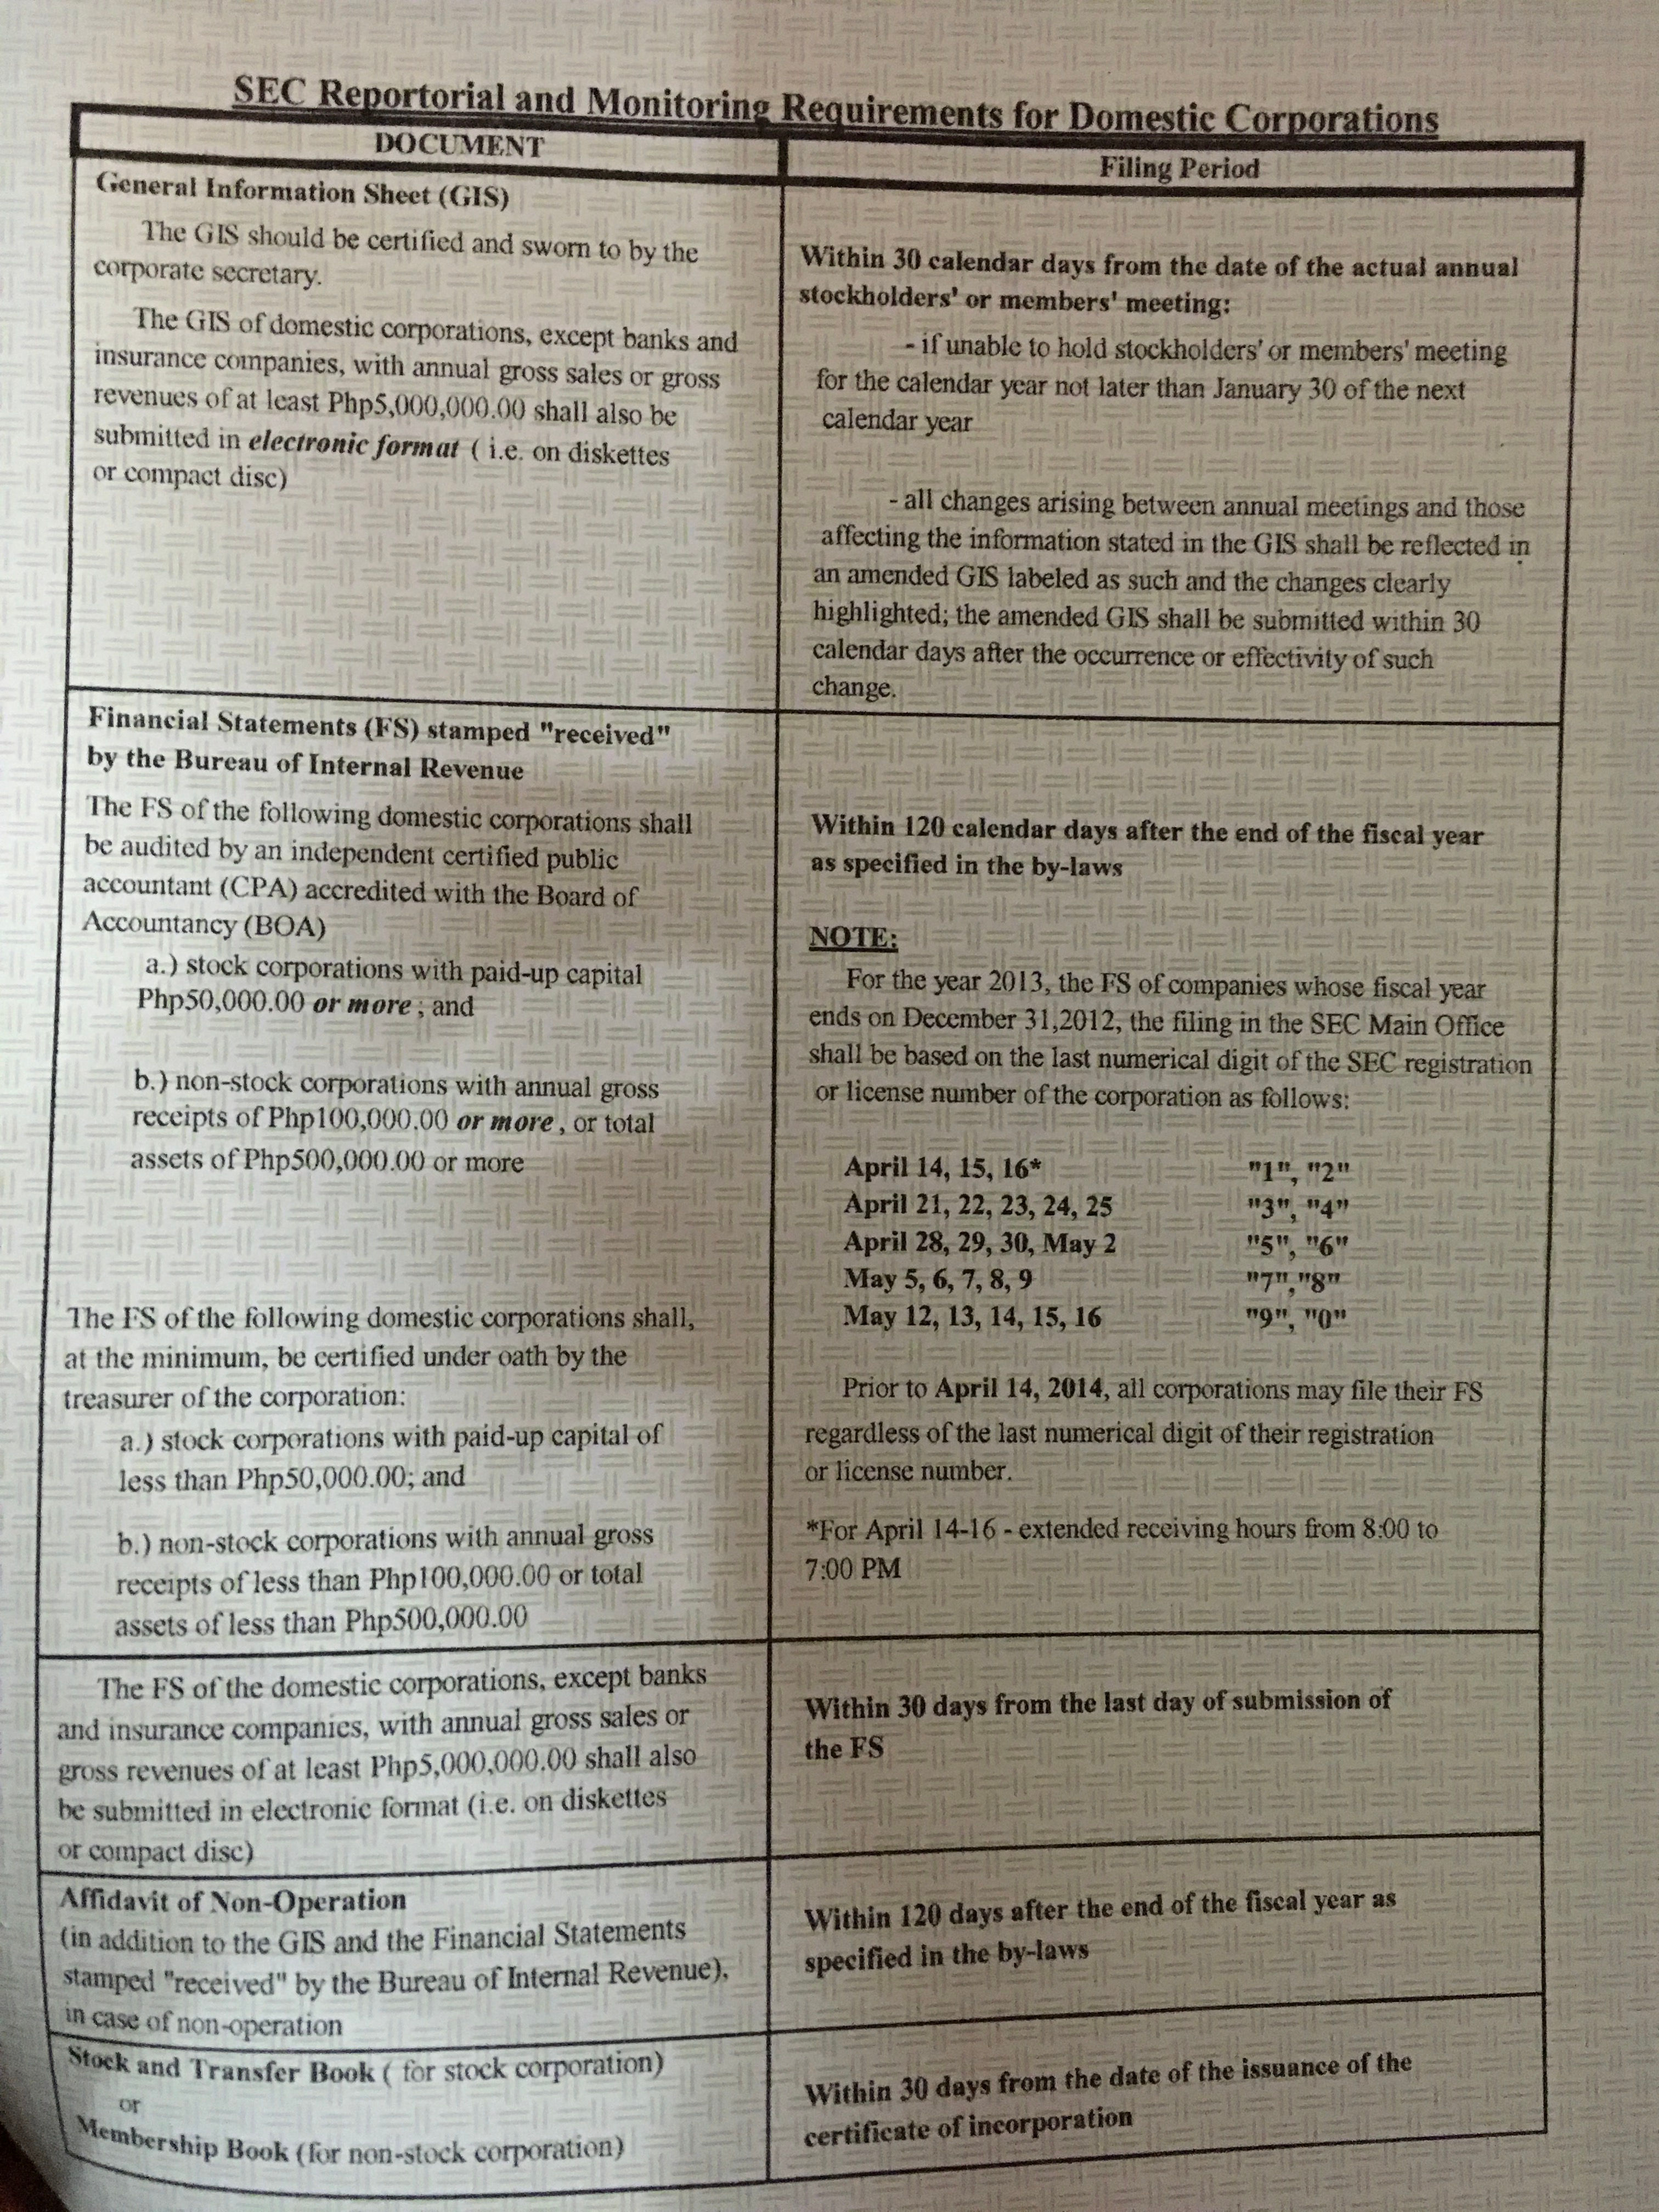 SEC Reportorial and Monitoring Requirements for Domestic Corporations
DOCUMENT
Filing Period
General Information Sheet (GIS)
The GIS should be certified and sworn to by the
corporate secretary.
The GIS of domestic corporations, except banks and
insurance companies, with annual gross sales or gross
revenues of at least Php5,000,000.00 shall also be
submitted in electronic format ( i.e. on diskettes
or compact disc)
Within 30 calendar days from the date of the actual annual
stockholders' or members' meeting:
- if unable to hold stockholders' or members' meeting
for the calendar year not later than January 30 of the next
calendar year
- all changes arising between annual meetings and those
affecting the information stated in the GIS shall be reflected in
an amended GIS labeled as such and the changes clearly
highlighted; the amended GIS shall be submitted within 30
calendar days after the occurrence or effectivity of such
change.
Financial Statements (FS) stamped "received"
by the Bureau of Internal Revenue
The FS of the following domestic corporations shall
be audited by an independent certified public
accountant (CPA) accredited with the Board of
Accountancy (BOA)
a.) stock corporations with paid-up capital
Php50,000.00 or more ; and
b.) non-stock corporations with annual gross
receipts of Php100,000.00 or more , or total
assets of Php500,000.00 or more
The FS of the following domestic corporations shall,
at the minimum, be certified under oath by the
treasurer of the corporation:
a.) stock corporations with paid-up capital of
less than Php50,000.00; and
b.) non-stock corporations with annual gross
receipts of less than Php100,000.00 or total
assets of less than Php500,000.00
Within 120 calendar days after the end of the fiscal year
as specified in the by-laws
NOTE:
For the year 2013, the FS of companies whose fiscal year
ends on December 31,2012, the filing in the SEC Main Office
shall be based on the last numerical digit of the SEC registration
or license number of the corporation as follows:
April 14, 15, 16* "1", "2"
April 21, 22, 23, 24, 25 "3", "4"
April 28, 29, 30, May 2 "5", "6"
May 5, 6, 7, 8, 9 "7","8"
May 12, 13, 14, 15, 16 "9", "0"
Prior to April 14, 2014, all corporations may file their FS
regardless of the last numerical digit of their registration
or license number.
*For April 14-16 - extended receiving hours from 8:00 to
7:00 PM
The FS of the domestic corporations, except banks
and insurance companies, with annual gross sales or
gross revenues of at least Php5,000,000.00 shall also
be submitted in electronic format (i.e. on diskettes
or compact disc)
Within 30 days from the last day of submission of
the FS
Affidavit of Non-Operation
(in addition to the GIS and the Financial Statements
stamped "received" by the Bureau of Internal Revenue),
in case of non-operation
Within 120 days after the end of the fiscal year as
specified in the by-laws
Stock and Transfer Book ( for stock corporation)
or
Membership Book (for non-stock corporation)
Within 30 days from the date of the issuance of the
certificate of incorporation